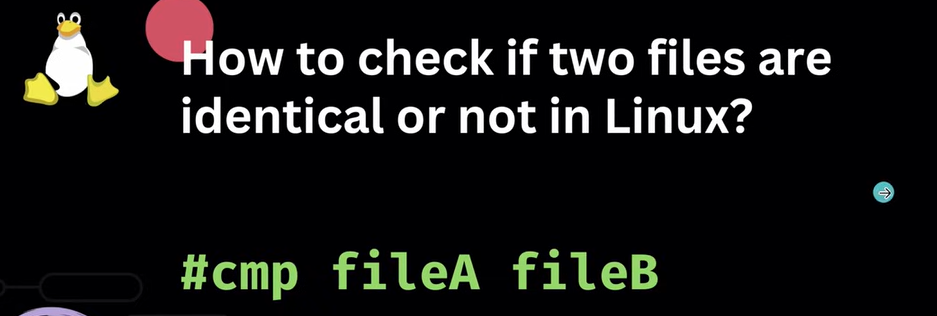 How to check if two files are
identical or not in Linux?
#cmp fileA fileB